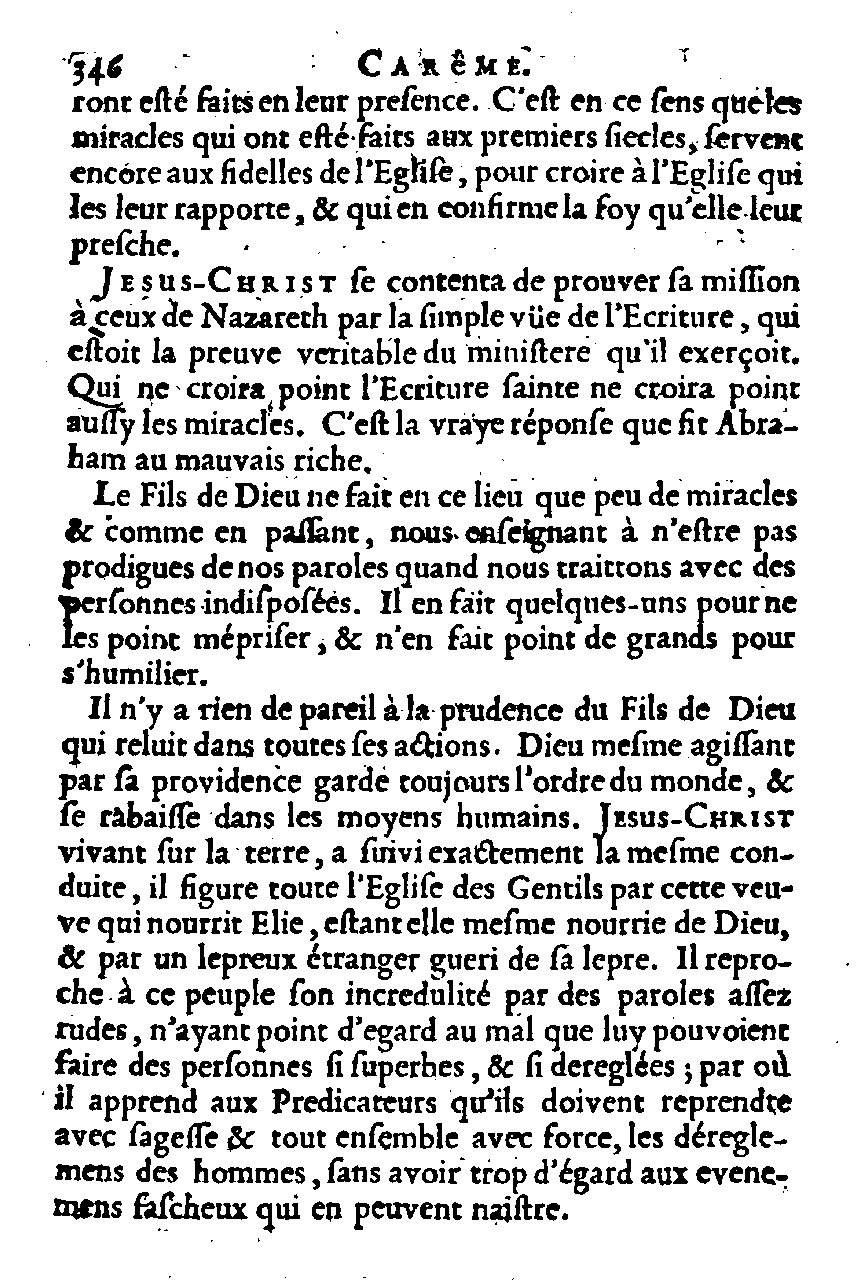 346 CARêME.
ront esté faits en leur presence. C'est en ce sens que les
miracles qui ont esté faits aux premiers siecles, servent
encore aux fidelles de l'Eglise, pour croire à l'Eglise qui
les leur rapporte, & qui en confirme la foy qu'elle leur
presche.
JESUS-CHRIST se contenta de prouver sa mission
à ceux de Nazareth par la simple vüe de l'Ecriture, qui
estoit la preuve veritable du ministere qu'il exerçoit.
Qui ne croira point l'Ecriture sainte ne croira point
aussy les miracles. C'est la vraye réponse que fit Abra-
ham au mauvais riche.
Le Fils de Dieu ne fait en ce lieu que peu de miracles
& comme en passant, nous enseignant à n'estre pas
prodigues de nos paroles quand nous traittons avec des
personnes indisposées. Il en fait quelques-uns pour ne
les point mépriser, & n'en fait point de grands pour
s'humilier.
Il n'y a rien de pareil à la prudence du Fils de Dieu
qui reluit dans toutes ses actions. Dieu mesme agissant
par sa providence garde toujours l'ordre du monde, &
se rabaisse dans les moyens humains. JESUS-CHRIST
vivant sur la terre, a suivi exactement la mesme con-
duite, il figure toute l'Eglise des Gentils par cette veu-
ve qui nourrit Elie, estant elle mesme nourrie de Dieu,
& par un lepreux étranger gueri de sa lepre. Il repro-
che à ce peuple son incredulité par des paroles assez
rudes, n'ayant point d'egard au mal que luy pouvoient
faire des personnes si superbes, & si dereglées ; par où
il apprend aux Predicateurs qu'ils doivent reprendre
avec sagesse & tout ensemble avec force, les déregle-
mens des hommes, sans avoir trop d'égard aux evene-
mens fascheux qui en peuvent naistre.